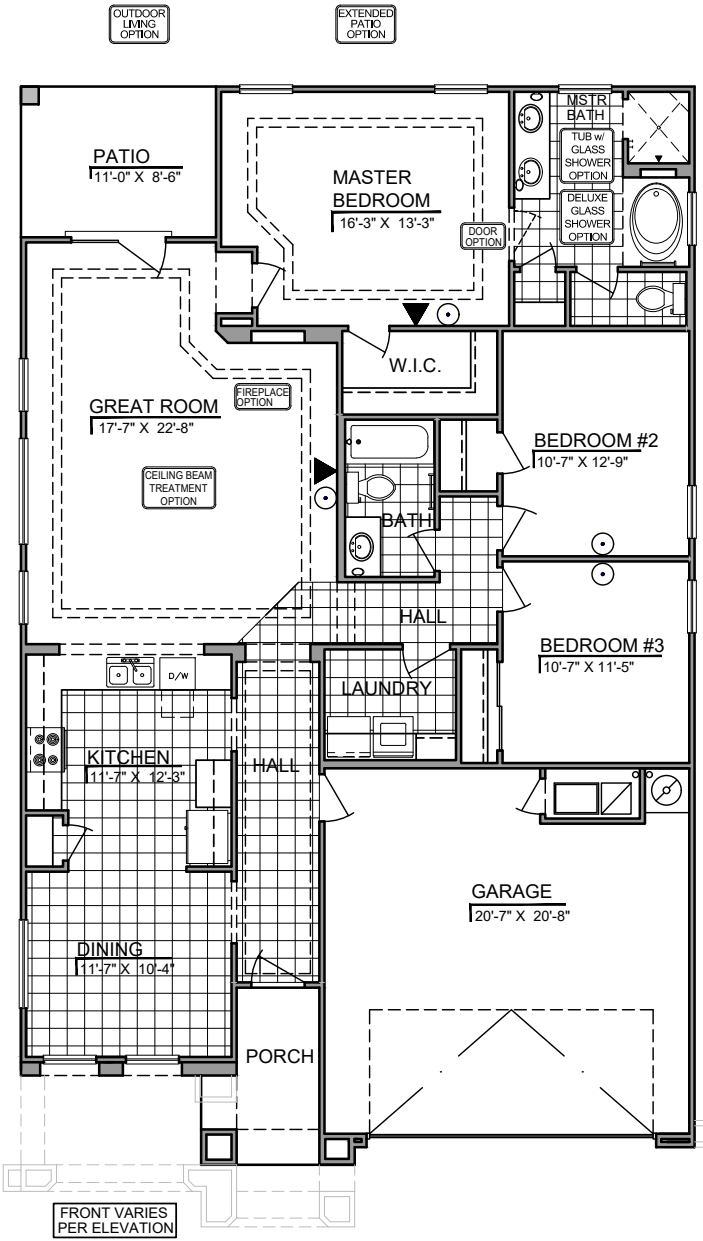 OUTDOOR
LIVING
OPTION
EXTENDED
PATIO
OPTION
PATIO
11'-0" X 8'-6"
MASTER
BEDROOM
16'-3" X 13'-3"
DOOR
OPTION
MSTR
BATH
TUB w/
GLASS
SHOWER
OPTION
DELUXE
GLASS
SHOWER
OPTION
W.I.C.
GREAT ROOM
17'-7" X 22'-8"
FIREPLACE
OPTION
CEILING BEAM
TREATMENT
OPTION
BEDROOM #2
10'-7" X 12'-9"
BATH
HALL
BEDROOM #3
10'-7" X 11'-5"
LAUNDRY
D/W
KITCHEN
11'-7" X 12'-3"
HALL
GARAGE
20'-7" X 20'-8"
DINING
11'-7" X 10'-4"
PORCH
FRONT VARIES
PER ELEVATION